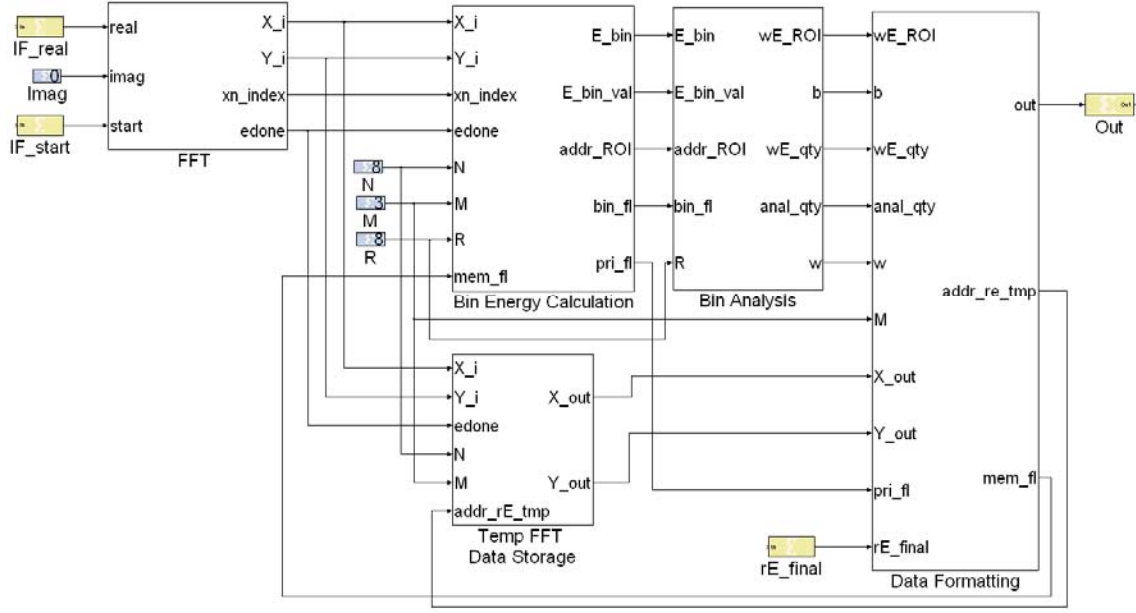 IF_real
0
Imag
IF_start
real
imag
start
X_i
Y_i
xn_index
edone
FFT
8
N
3
M
8
R
X_i
Y_i
xn_index
edone
N
M
R
mem_fl
E_bin
E_bin_val
addr_ROI
bin_fl
pri_fl
Bin Energy Calculation
E_bin
E_bin_val
addr_ROI
bin_fl
R
wE_ROI
b
wE_qty
anal_qty
w
Bin Analysis
X_i
Y_i
edone
N
M
addr_rE_tmp
X_out
Y_out
Temp FFT
Data Storage
wE_ROI
b
wE_qty
anal_qty
w
M
X_out
Y_out
pri_fl
rE_final
out
addr_re_tmp
mem_fl
Data Formatting
rE_final
Out
Out